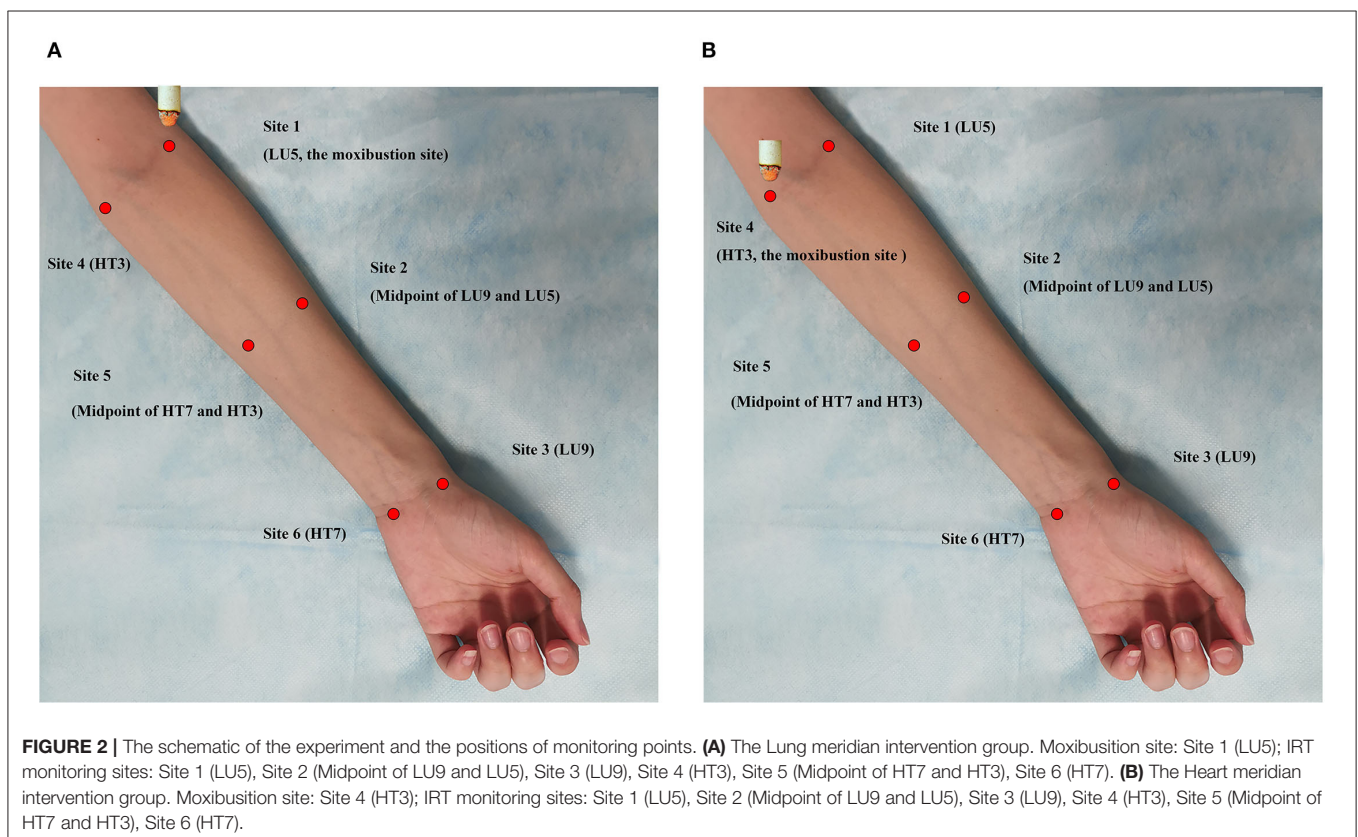 A
B
Site 1
(LU5, the moxibustion site)
Site 4 (HT3)
Site 2
(Midpoint of LU9 and LU5)
Site 5
(Midpoint of HT7 and HT3)
Site 3 (LU9)
Site 6 (HT7)
Site 1 (LU5)
Site 4
(HT3, the moxibustion site )
Site 2
(Midpoint of LU9 and LU5)
Site 5
(Midpoint of HT7 and HT3)
Site 3 (LU9)
Site 6 (HT7)
FIGURE 2 | The schematic of the experiment and the positions of monitoring points. (A) The Lung meridian intervention group. Moxibusition site: Site 1 (LU5); IRT
monitoring sites: Site 1 (LU5), Site 2 (Midpoint of LU9 and LU5), Site 3 (LU9), Site 4 (HT3), Site 5 (Midpoint of HT7 and HT3), Site 6 (HT7). (B) The Heart meridian
intervention group. Moxibusition site: Site 4 (HT3); IRT monitoring sites: Site 1 (LU5), Site 2 (Midpoint of LU9 and LU5), Site 3 (LU9), Site 4 (HT3), Site 5 (Midpoint of
HT7 and HT3), Site 6 (HT7).